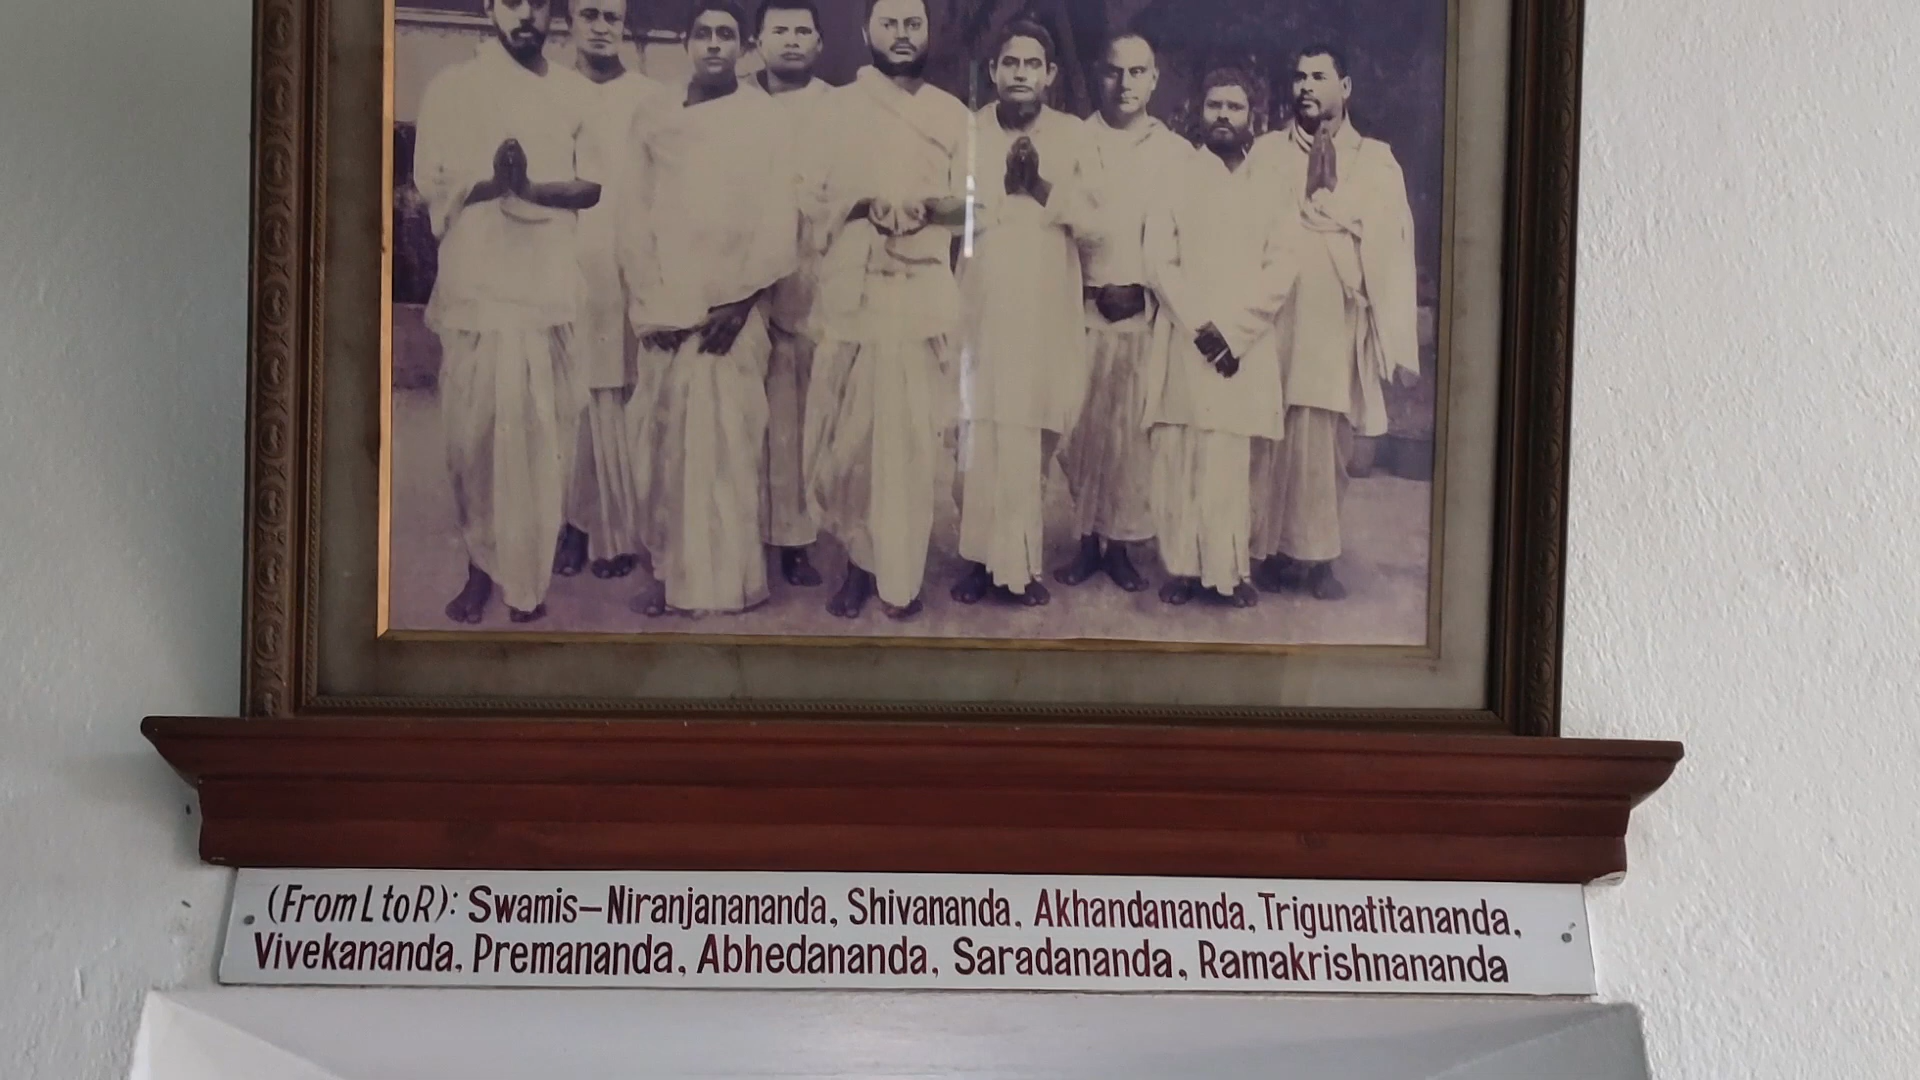 (From L to R): Swamis–Niranjanananda, Shivananda, Akhandananda, Trigunatitananda,
Vivekananda, Premananda, Abhedananda, Saradananda, Ramakrishnananda